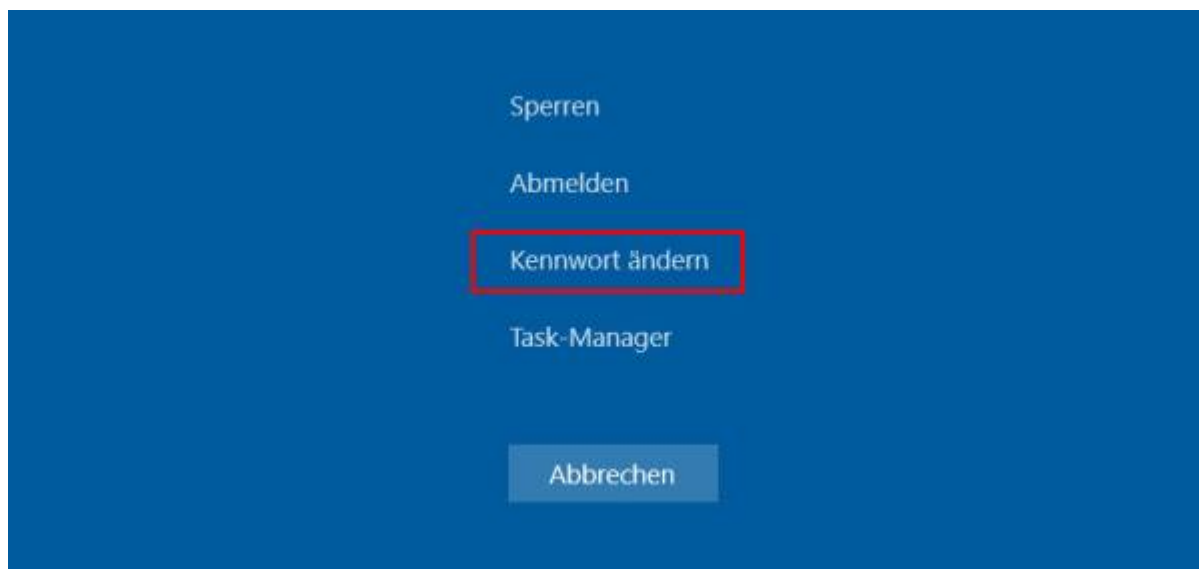 Sperren
Abmelden
Kennwort ändern
Task-Manager
Abbrechen